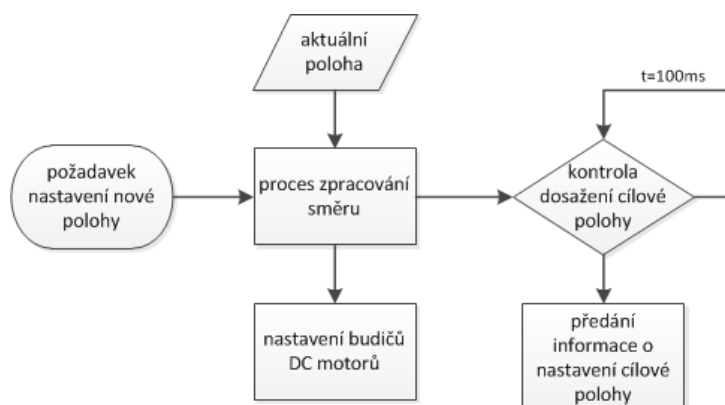 aktuální
poloha
t=100ms
požadavek
nastavení nové
polohy
proces zpracování
směru
kontrola
dosažení cílové
polohy
nastavení budičů
DC motorů
předání
informace o
nastavení cílové
polohy